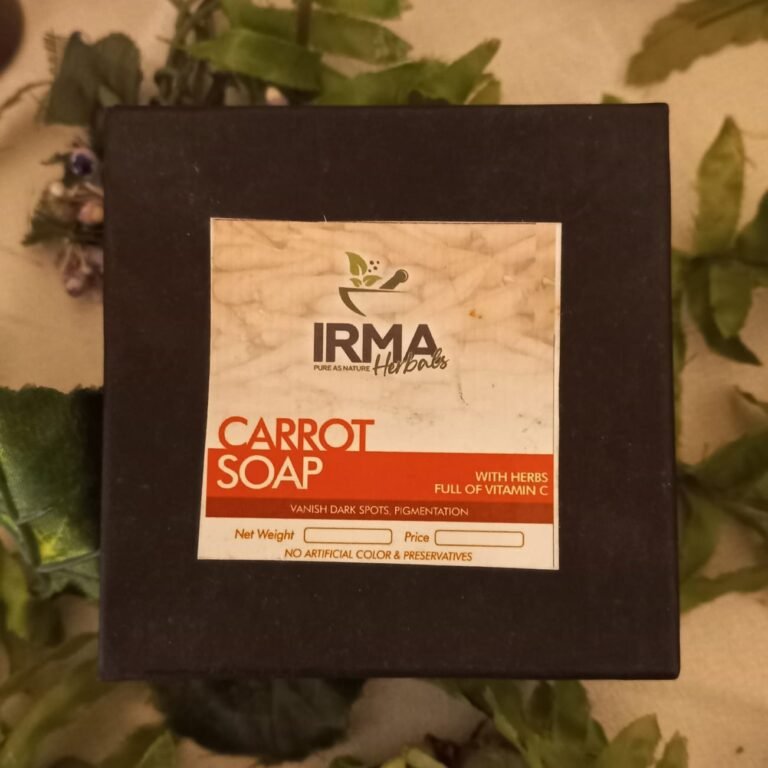 IRMA
PURE AS NATURE Herbals
CARROT
SOAP
WITH HERBS
FULL OF VITAMIN C
VANISH DARK SPOTS, PIGMENTATION
Net Weight Price
NO ARTIFICIAL COLOR & PRESERVATIVES